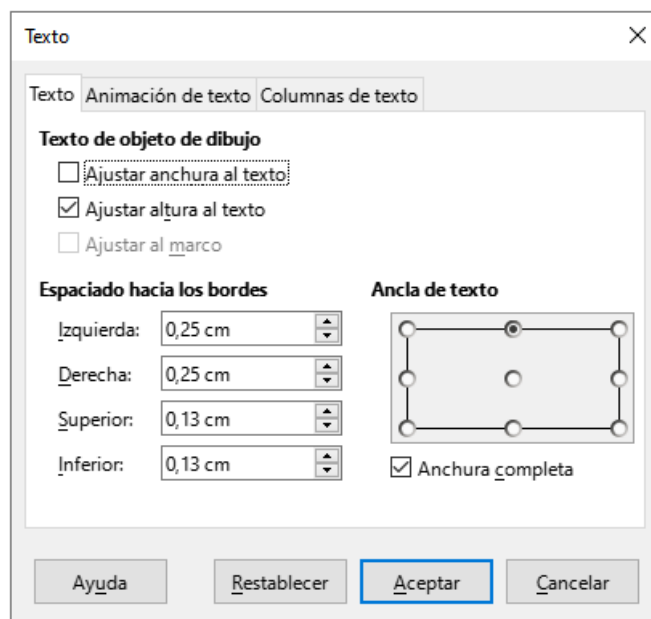 Texto
Texto Animación de texto Columnas de texto
Texto de objeto de dibujo
Ajustar anchura al texto
Ajustar altura al texto
Ajustar al marco
Espaciado hacia los bordes Ancla de texto
Izquierda: 0,25 cm
Derecha: 0,25 cm
Superior: 0,13 cm
Inferior: 0,13 cm
Anchura completa
Ayuda Restablecer Aceptar Cancelar